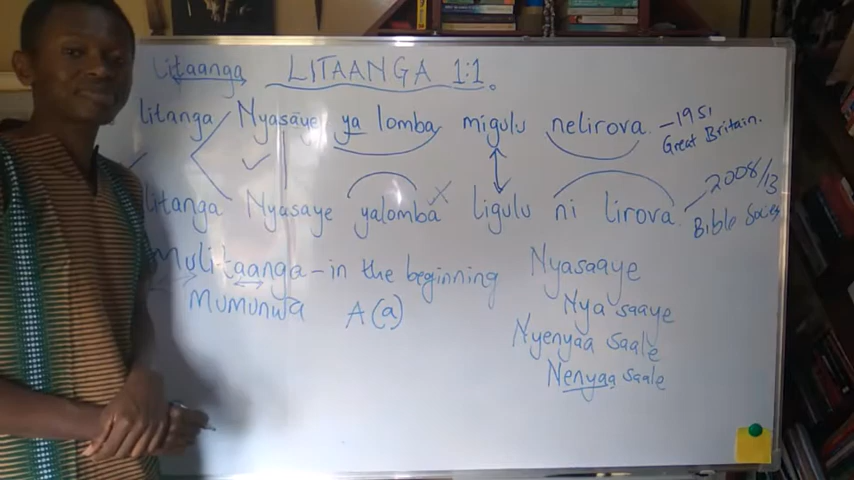 litaanga LITAANGA 1:1.
litanga Nyasaye ya lomba migulu nelirova. - 1951
Great Britain.
litanga Nyasaye yalomba X ligulu ni lirova. 2008/13
Bible Society
Mulitaanga - in the beginning Nyasaaye
Mumunwa A(a) Nya saaye
Nyenyaa saale
Nenyaa saale